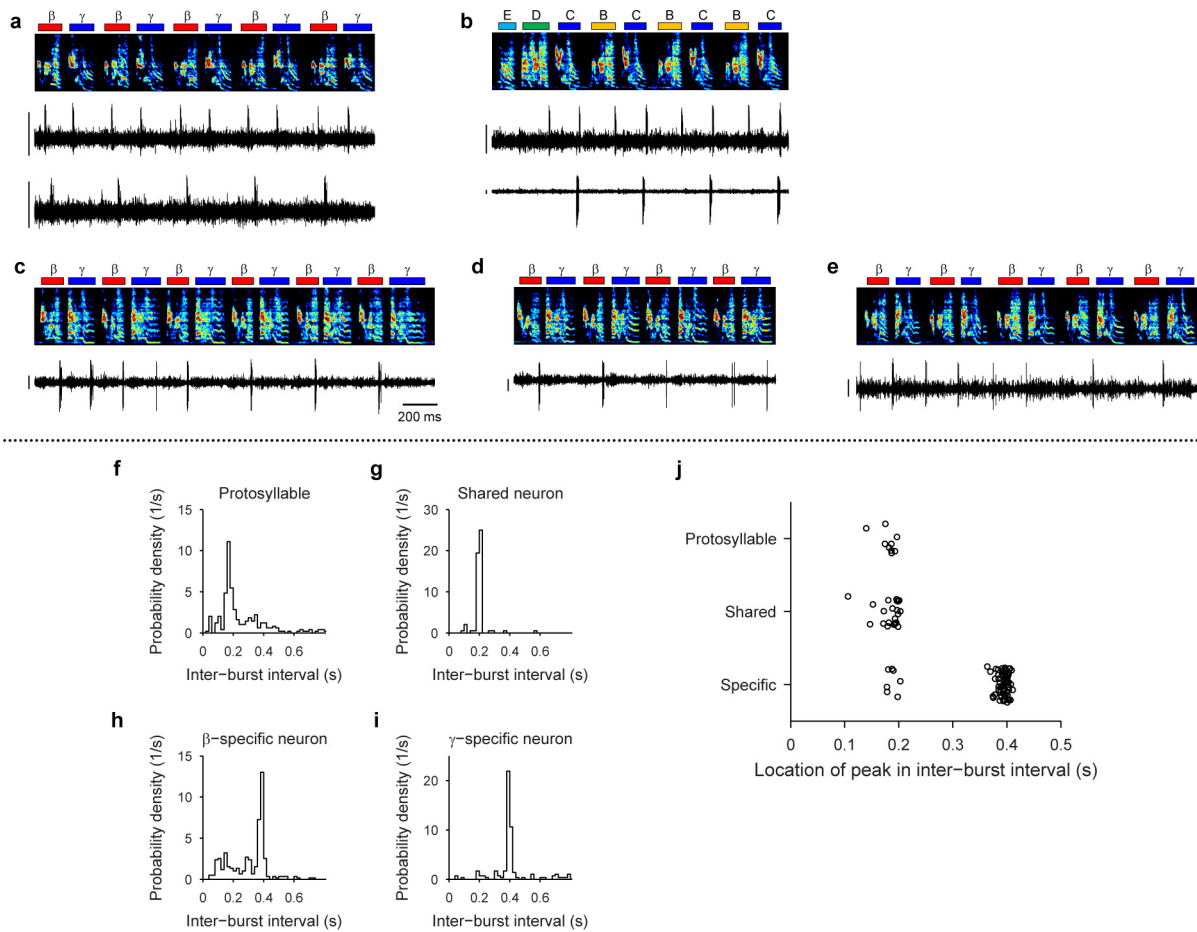 a
β γ β γ β γ β γ β γ
b
E D C B C B C B C
c
β γ β γ β γ β γ β γ β γ
200 ms
d
β γ β γ β γ β γ
e
β γ β γ β γ β γ β γ
f
Protosyllable
Probability density (1/s)
15
10
5
0
0 0.2 0.4 0.6
Inter-burst interval (s)
g
Shared neuron
Probability density (1/s)
30
20
10
0
0 0.2 0.4 0.6
Inter-burst interval (s)
h
β-specific neuron
Probability density (1/s)
15
10
5
0
0 0.2 0.4 0.6
Inter-burst interval (s)
i
γ-specific neuron
Probability density (1/s)
20
10
0
0 0.2 0.4 0.6
Inter-burst interval (s)
j
Protosyllable
Shared
Specific
0 0.1 0.2 0.3 0.4 0.5
Location of peak in inter-burst interval (s)